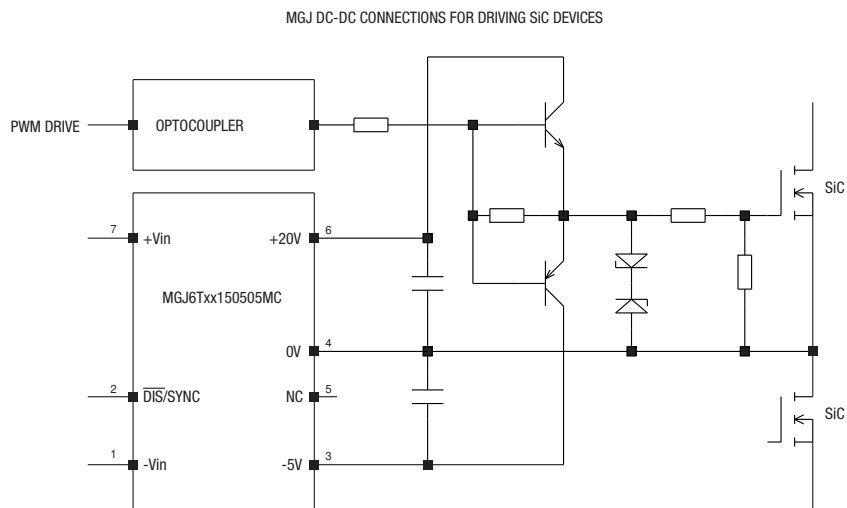 MGJ DC-DC CONNECTIONS FOR DRIVING SiC DEVICES
PWM DRIVE
OPTOCOUPLER
SiC
7
+Vin
+20V
6
MGJ6Txx150505MC
0V
4
2
DIS/SYNC
NC
5
SiC
1
-Vin
-5V
3